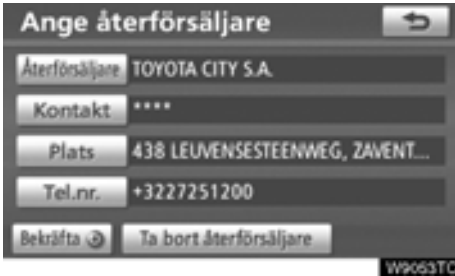 Ange återförsäljare
Återförsäljare TOYOTA CITY S.A.
Kontakt ****
Plats 438 LEUVENSESTEENWEG, ZAVENT...
Tel.nr. +3227251200
Bekräfta Ta bort återförsäljare
W9063TC